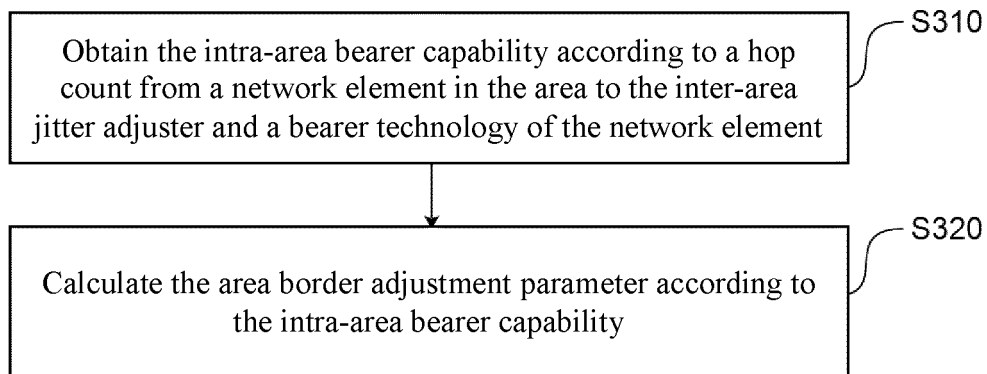 S310
Obtain the intra-area bearer capability according to a hop
count from a network element in the area to the inter-area
jitter adjuster and a bearer technology of the network element
S320
Calculate the area border adjustment parameter according to
the intra-area bearer capability